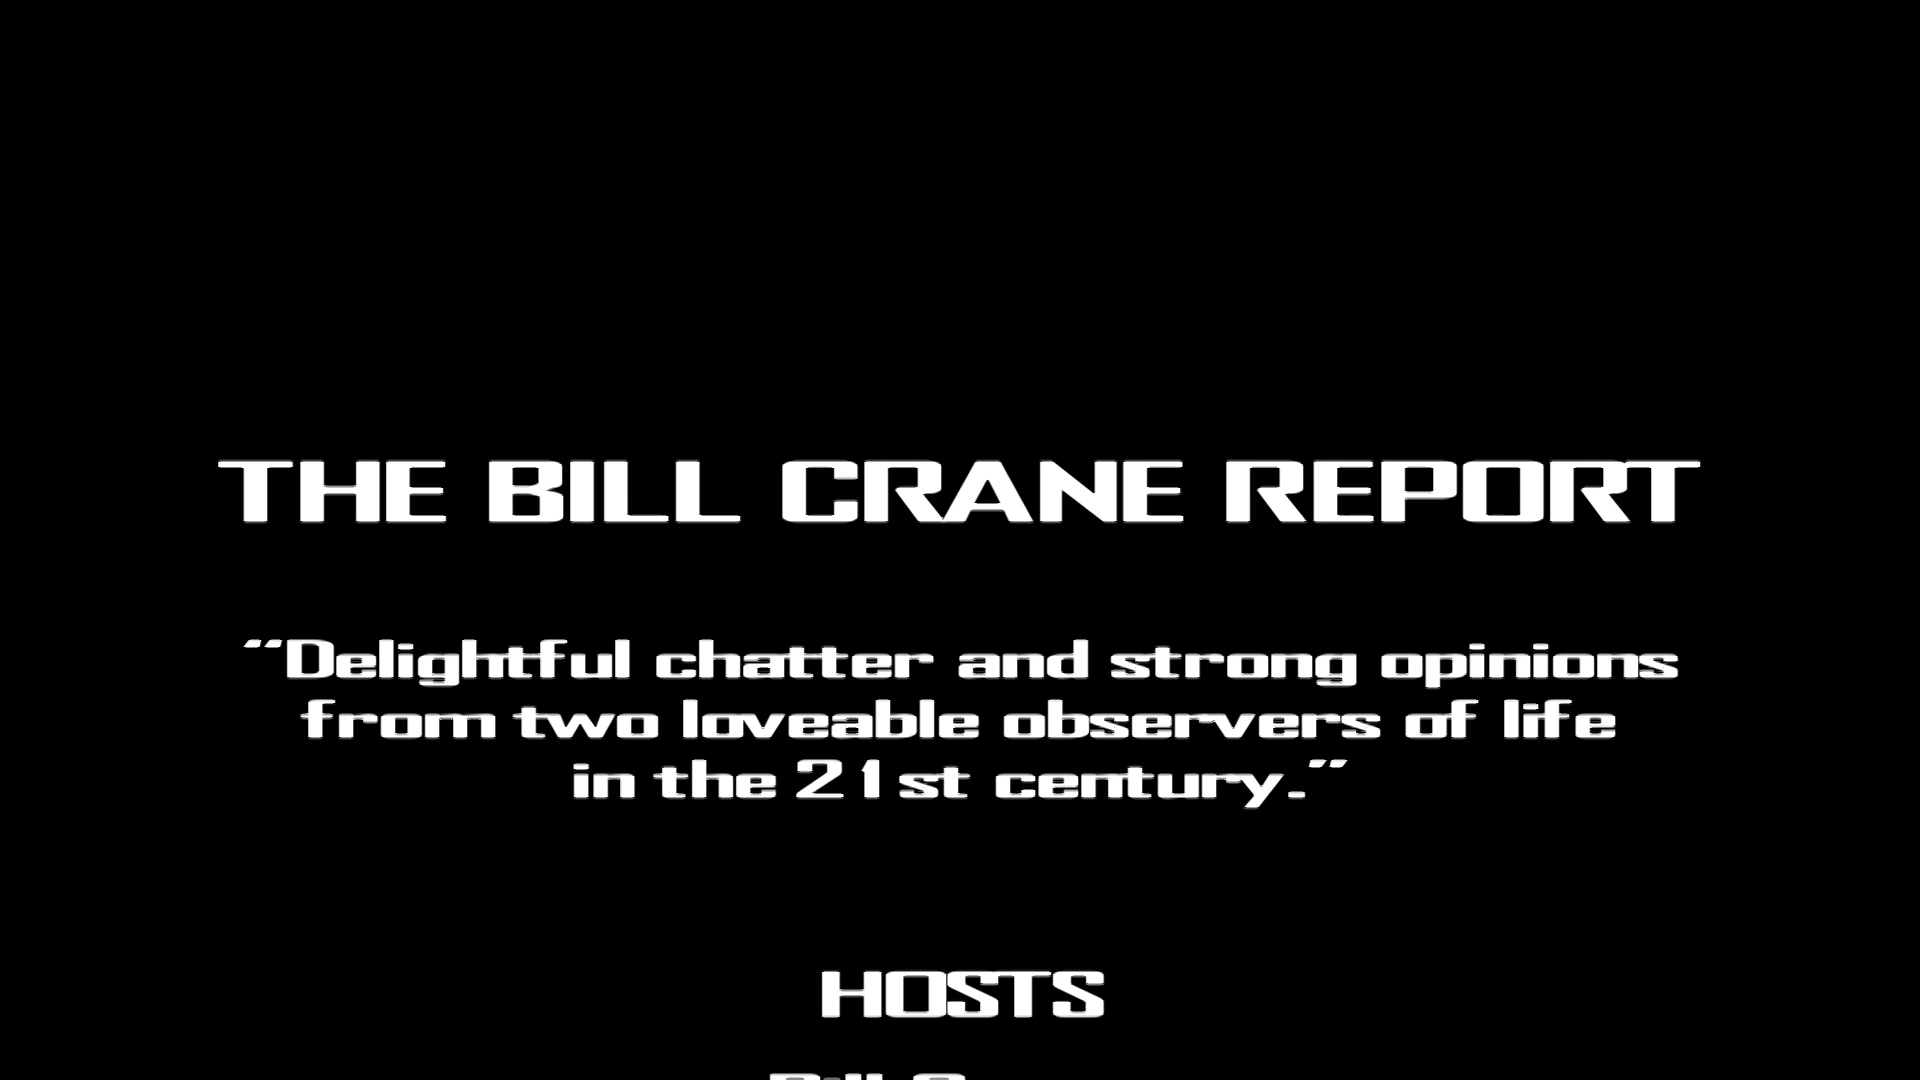 THE BILL CRANE REPORT
“Delightful chatter and strong opinions
from two loveable observers of life
in the 21st century.”
HOSTS